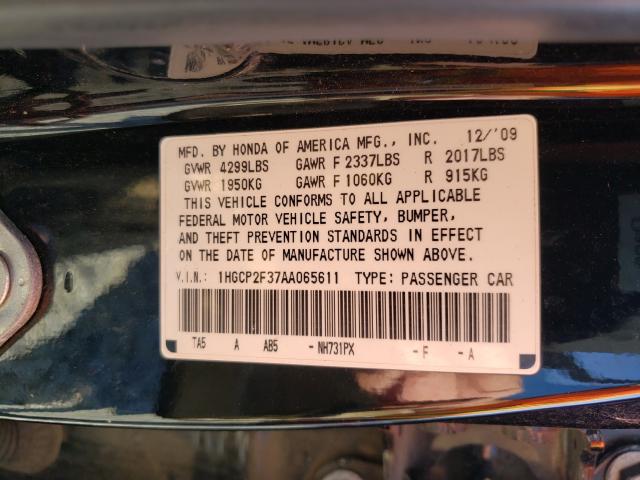 MFD. BY HONDA OF AMERICA MFG., INC. 12/'09
GVWR 4299LBS GAWR F 2337LBS R 2017LBS
GVWR 1950KG GAWR F 1060KG R 915KG
THIS VEHICLE CONFORMS TO ALL APPLICABLE
FEDERAL MOTOR VEHICLE SAFETY, BUMPER,
AND THEFT PREVENTION STANDARDS IN EFFECT
ON THE DATE OF MANUFACTURE SHOWN ABOVE.
V.I.N.: 1HGCP2F37AA065611 TYPE: PASSENGER CAR
TA5 A AB5 - NH731PX - F - A